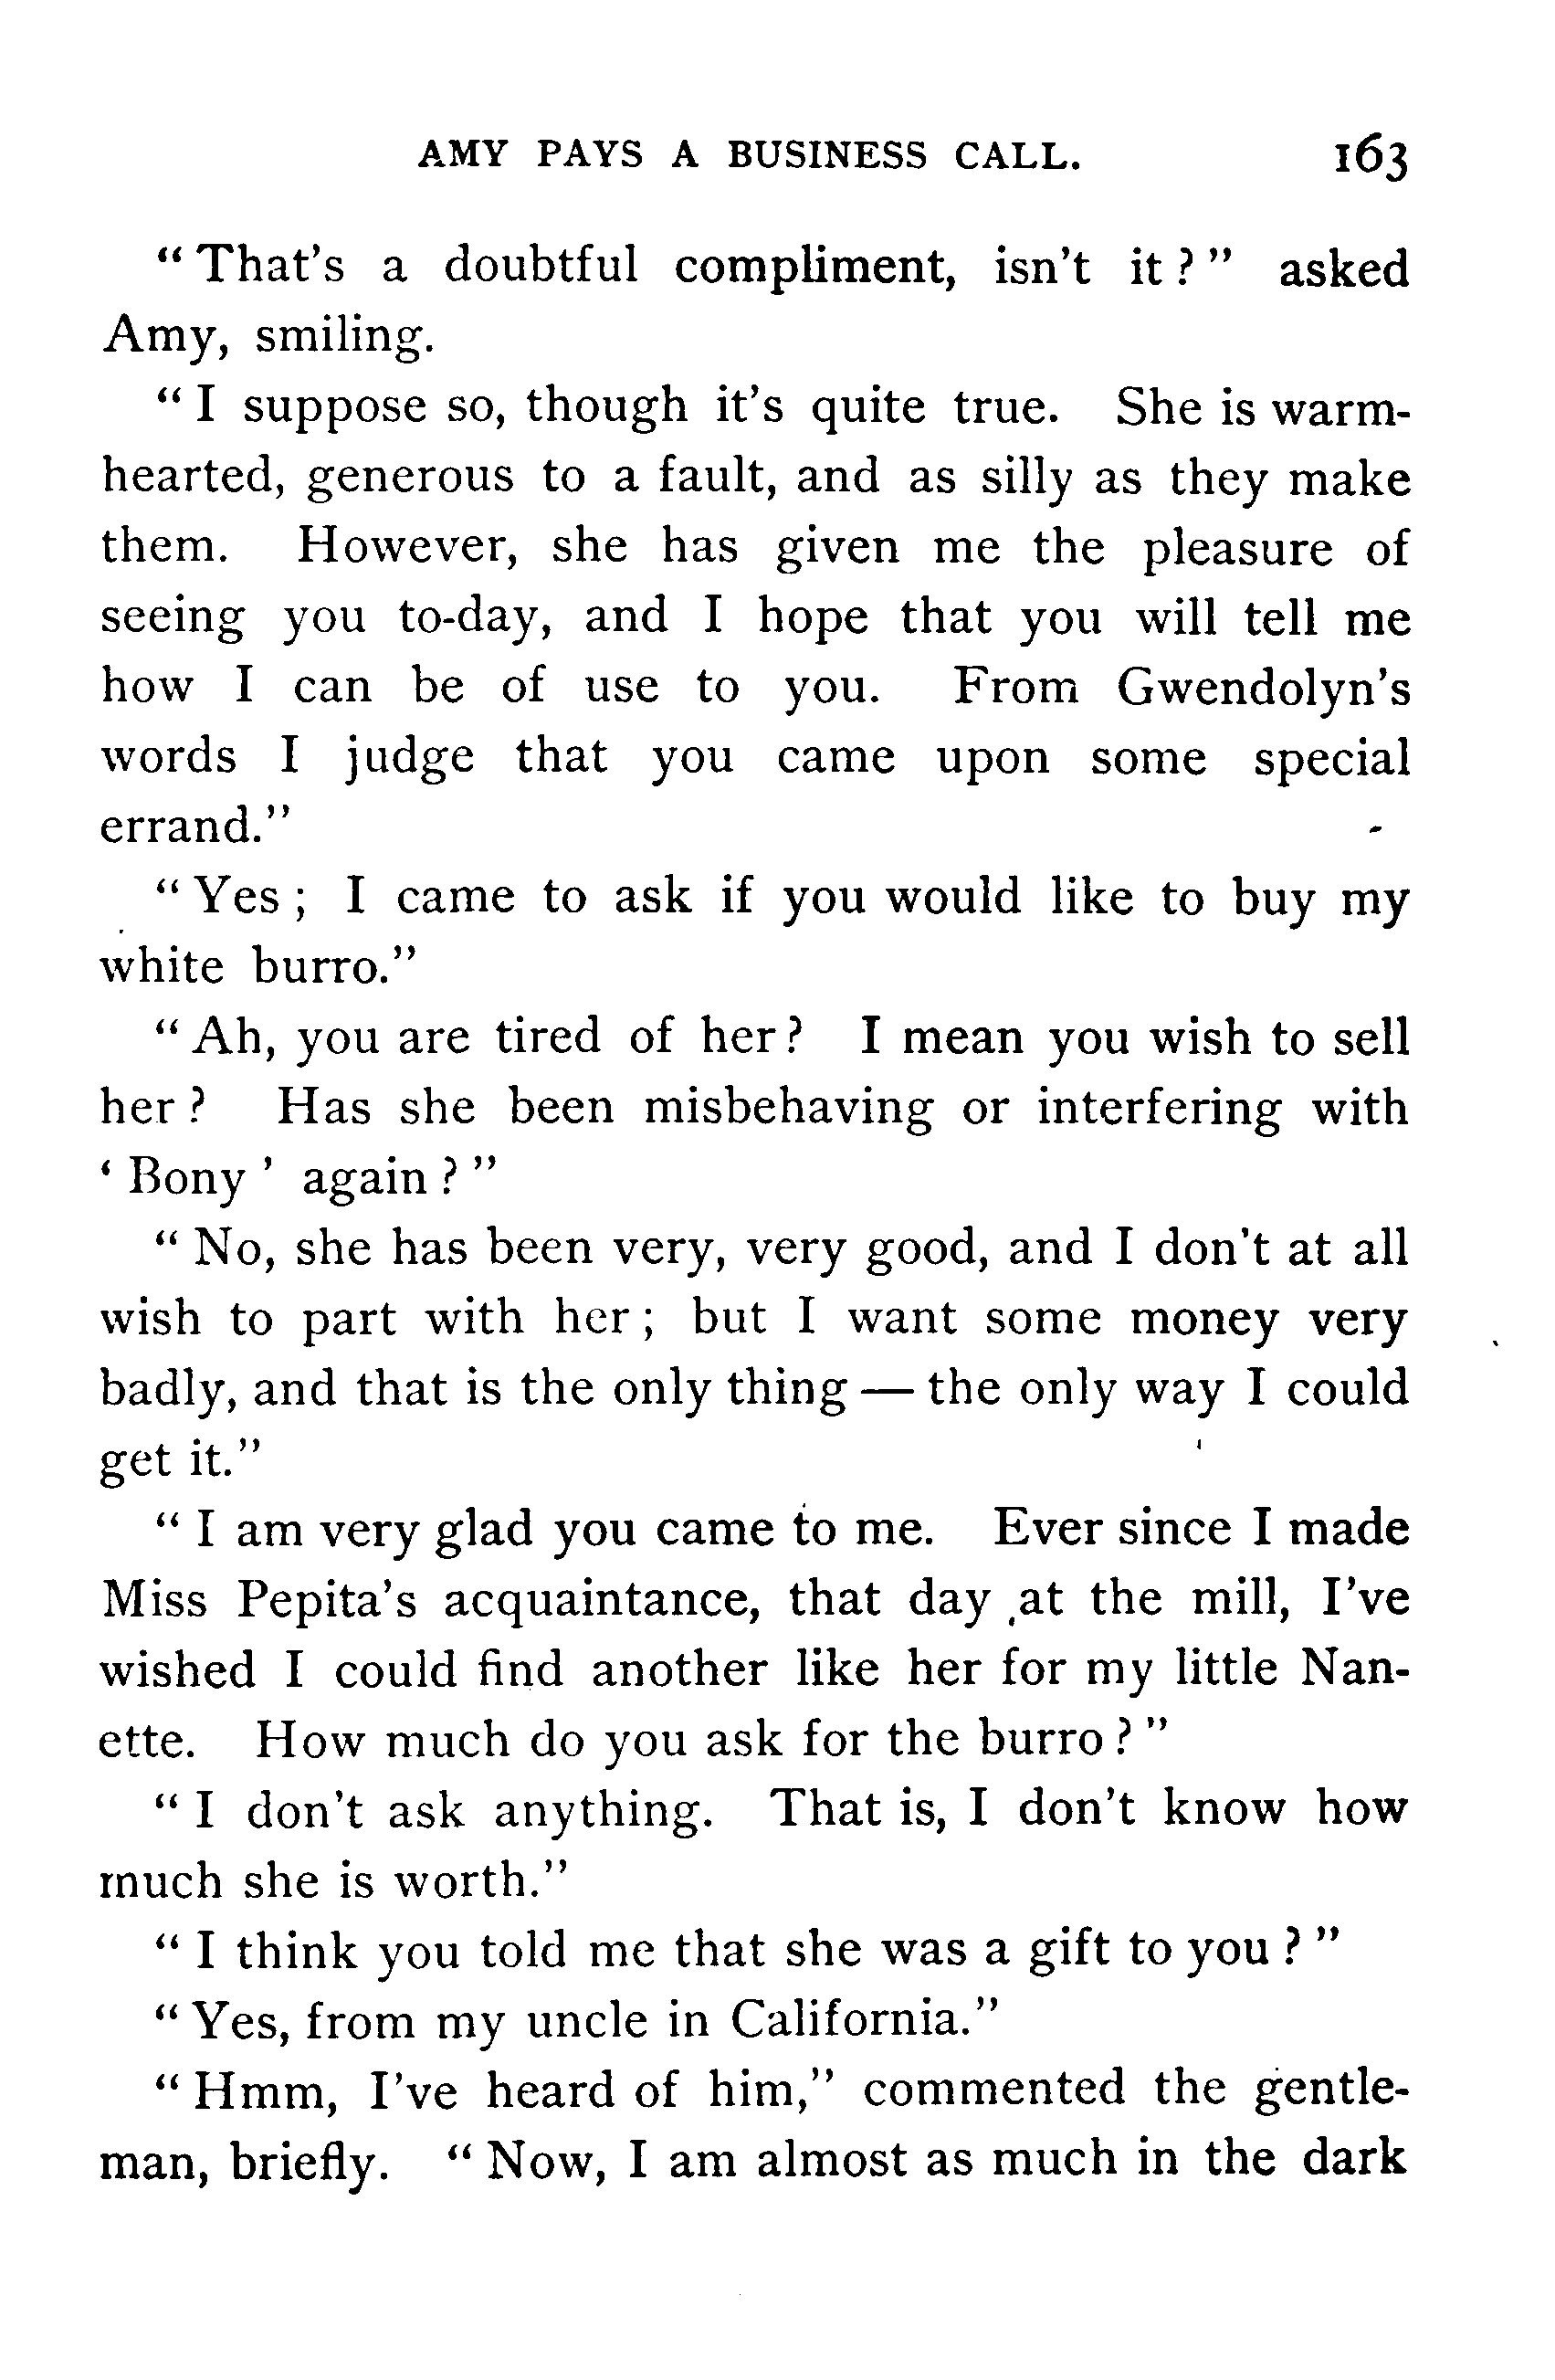 AMY PAYS A BUSINESS CALL. 163
“That’s a doubtful compliment, isn’t it?” asked
Amy, smiling.
“I suppose so, though it’s quite true. She is warm-
hearted, generous to a fault, and as silly as they make
them. However, she has given me the pleasure of
seeing you to-day, and I hope that you will tell me
how I can be of use to you. From Gwendolyn’s
words I judge that you came upon some special
errand.”
“Yes; I came to ask if you would like to buy my
white burro.”
“Ah, you are tired of her? I mean you wish to sell
her? Has she been misbehaving or interfering with
‘Bony’ again?”
“No, she has been very, very good, and I don’t at all
wish to part with her; but I want some money very
badly, and that is the only thing — the only way I could
get it.”
“I am very glad you came to me. Ever since I made
Miss Pepita’s acquaintance, that day at the mill, I’ve
wished I could find another like her for my little Nan-
ette. How much do you ask for the burro?”
“I don’t ask anything. That is, I don’t know how
much she is worth.”
“I think you told me that she was a gift to you?”
“Yes, from my uncle in California.”
“Hmm, I’ve heard of him,” commented the gentle-
man, briefly. “Now, I am almost as much in the dark